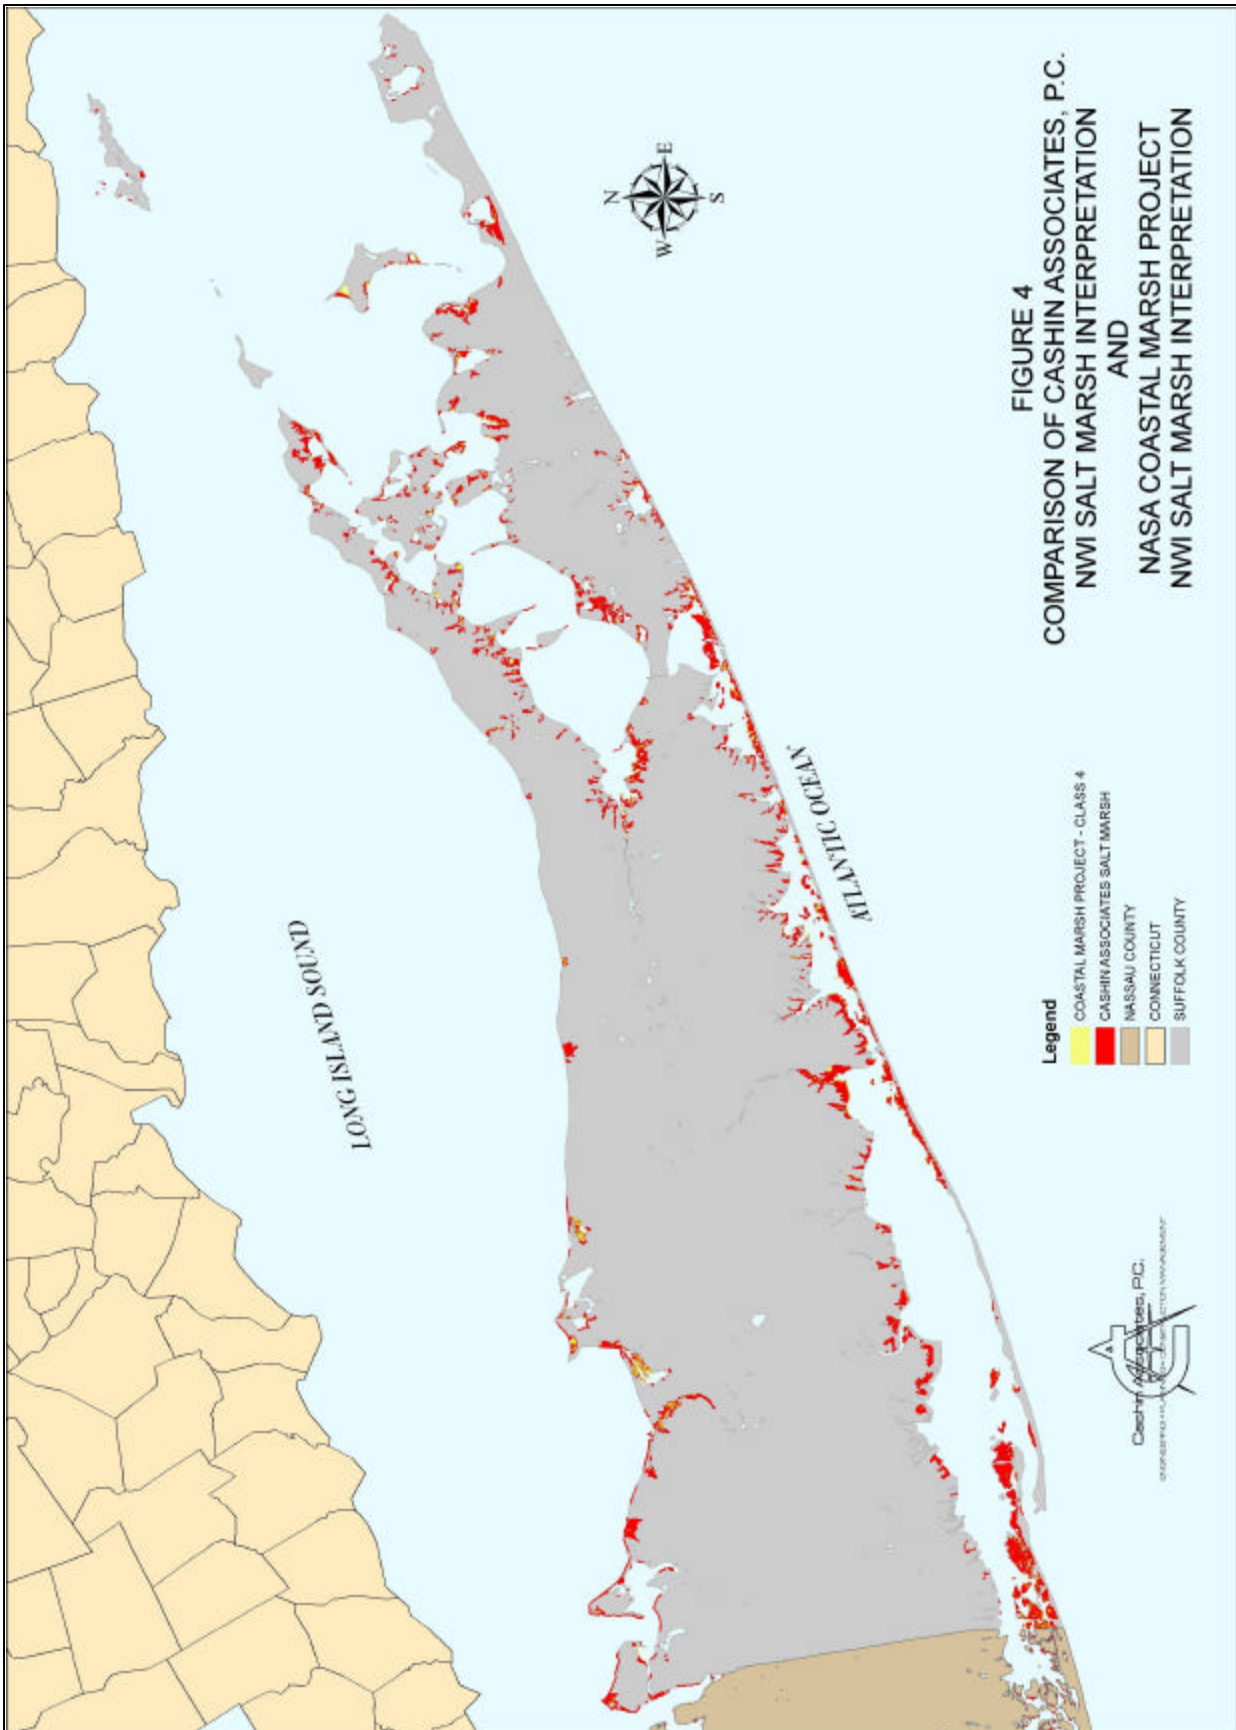 FIGURE 4
COMPARISON OF CASHIN ASSOCIATES, P.C.
NWI SALT MARSH INTERPRETATION
AND
NASA COASTAL MARSH PROJECT
NWI SALT MARSH INTERPRETATION
N
W
E
S
LONG ISLAND SOUND
ATLANTIC OCEAN
Legend
COASTAL MARSH PROJECT - CLASS 4
CASHIN ASSOCIATES SALT MARSH
NASSAU COUNTY
CONNECTICUT
SUFFOLK COUNTY
Cashin Associates, P.C.